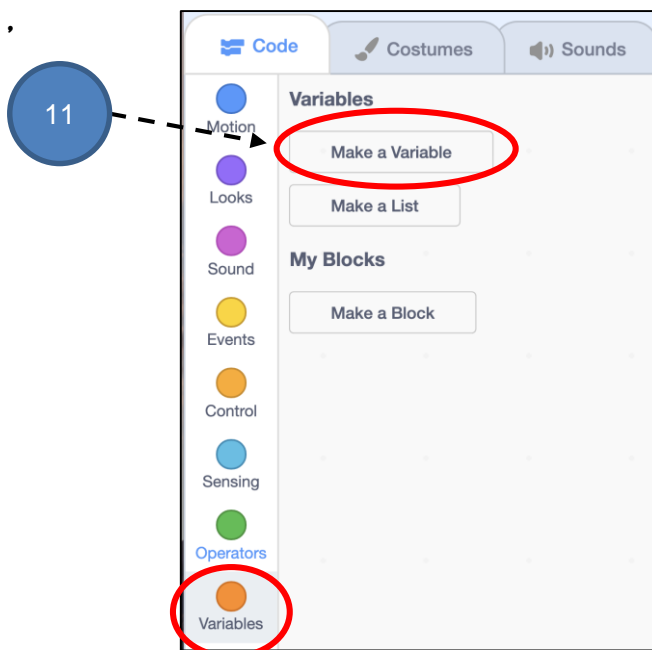 ,
Code Costumes Sounds
11
Variables
Motion
Make a Variable
Looks
Make a List
Sound
My Blocks
Events
Make a Block
Control
Sensing
Operators
Variables